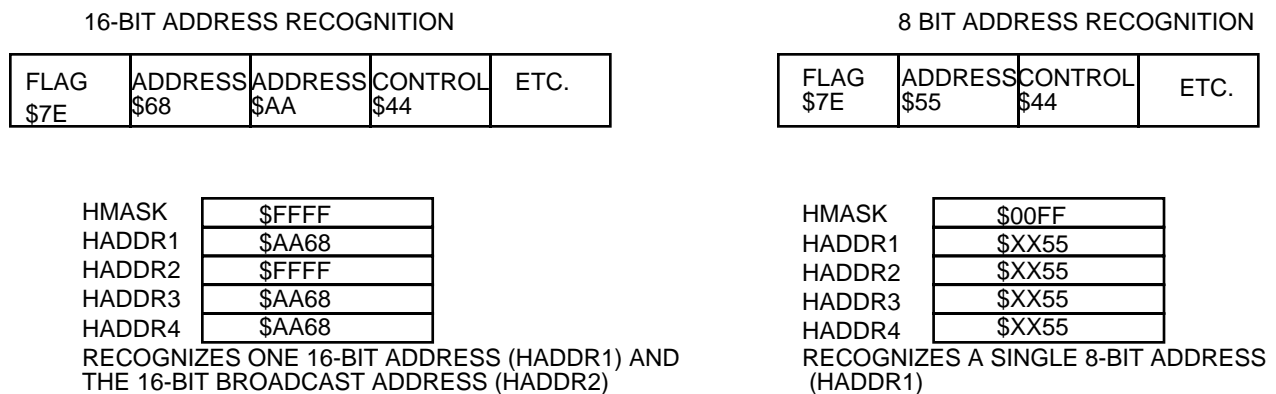 16-BIT ADDRESS RECOGNITION
FLAG ADDRESS ADDRESS CONTROL ETC.
$7E $68 $AA $44
HMASK $FFFF
HADDR1 $AA68
HADDR2 $FFFF
HADDR3 $AA68
HADDR4 $AA68
RECOGNIZES ONE 16-BIT ADDRESS (HADDR1) AND
THE 16-BIT BROADCAST ADDRESS (HADDR2)
8 BIT ADDRESS RECOGNITION
FLAG ADDRESS CONTROL ETC.
$7E $55 $44
HMASK $00FF
HADDR1 $XX55
HADDR2 $XX55
HADDR3 $XX55
HADDR4 $XX55
RECOGNIZES A SINGLE 8-BIT ADDRESS
(HADDR1)